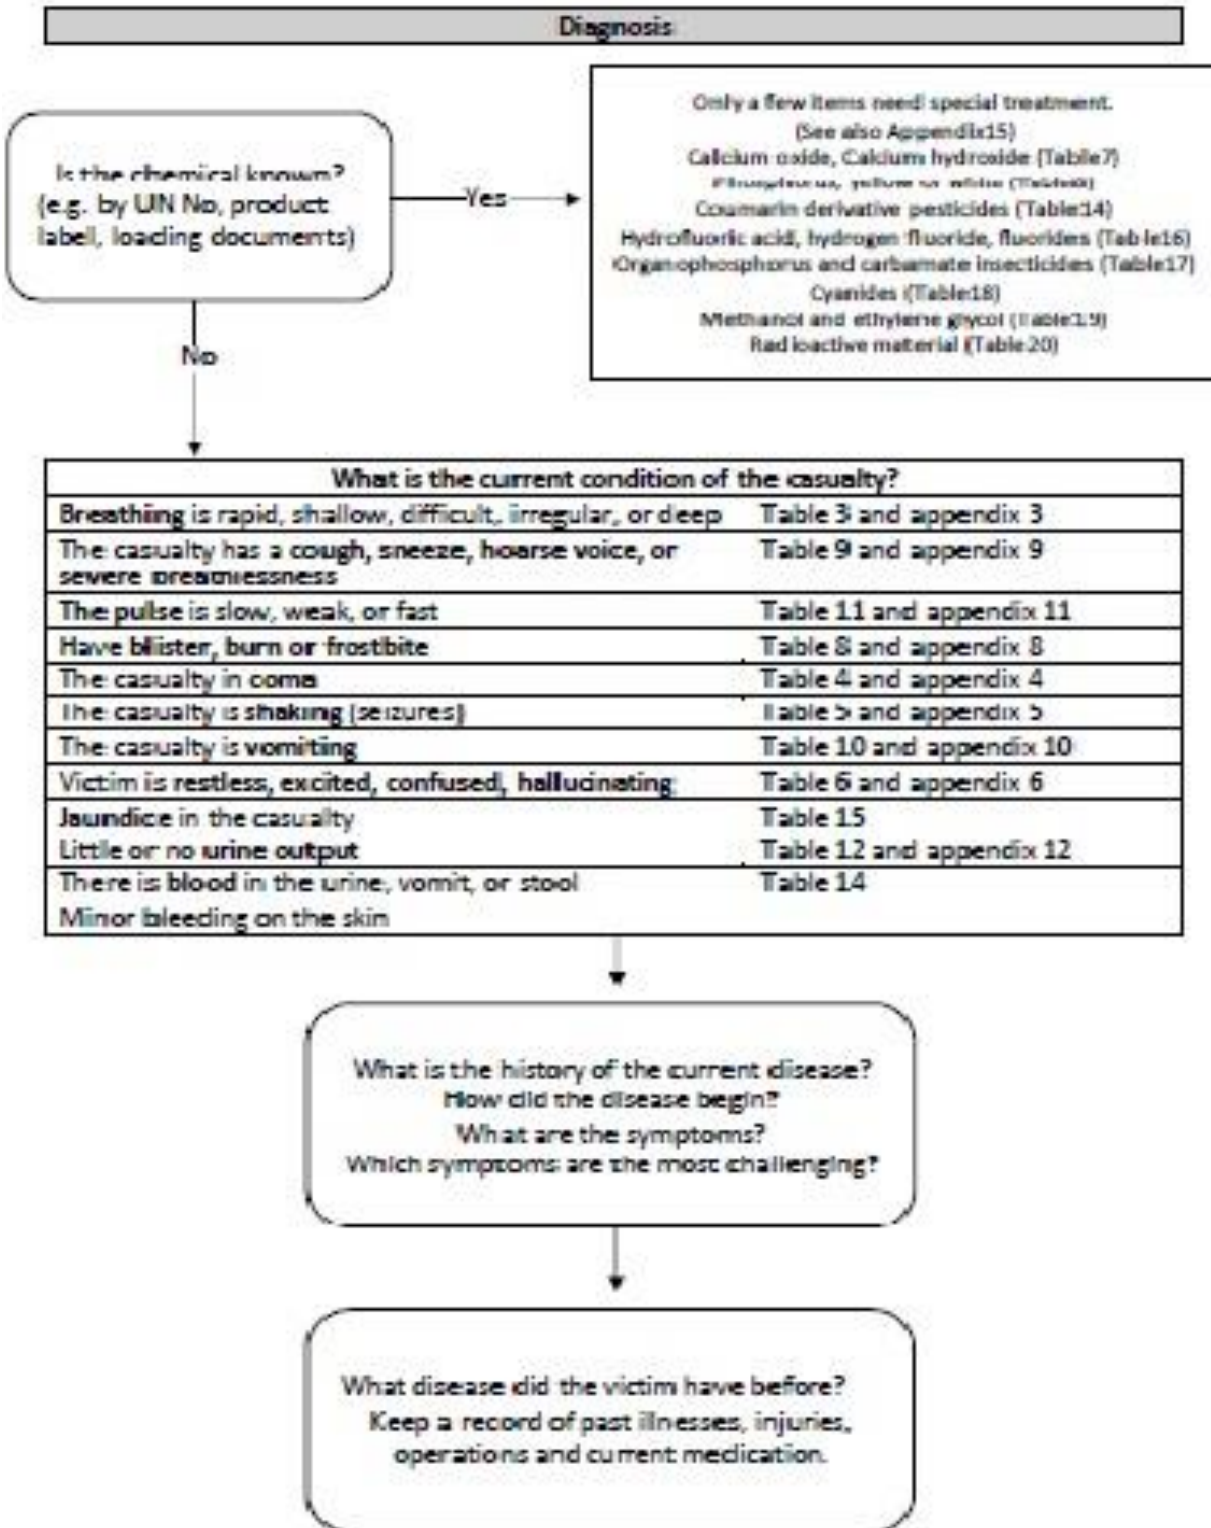 Diagnosis
Is the chemical known?
(e.g. by UN No, product
label, loading documents)
Yes
No
Only a few items need special treatment.
(See also Appendix15)
Calcium oxide, Calcium hydroxide (Table7)
Phosphorus, yellow or white
Coumarin derivative pesticides (Table14)
Hydrofluoric acid, hydrogen fluoride, fluorides (Table16)
Organophosphorus and carbamate insecticides (Table17)
Cyanides (Table18)
Methanol and ethylene glycol (Table19)
Radioactive material (Table20)
What is the current condition of the casualty?
Breathing is rapid, shallow, difficult, irregular, or deep Table 3 and appendix 3
The casualty has a cough, sneeze, hoarse voice, or Table 9 and appendix 9
severe breathlessness
The pulse is slow, weak, or fast Table 11 and appendix 11
Have blister, burn or frostbite Table 8 and appendix 8
The casualty in coma Table 4 and appendix 4
The casualty is shaking (seizures) Table 5 and appendix 5
The casualty is vomiting Table 10 and appendix 10
Victim is restless, excited, confused, hallucinating Table 6 and appendix 6
Jaundice in the casualty Table 15
Little or no urine output Table 12 and appendix 12
There is blood in the urine, vomit, or stool Table 14
Minor bleeding on the skin
What is the history of the current disease?
How did the disease begin?
What are the symptoms?
Which symptoms are the most challenging?
What disease did the victim have before?
Keep a record of past illnesses, injuries,
operations and current medication.